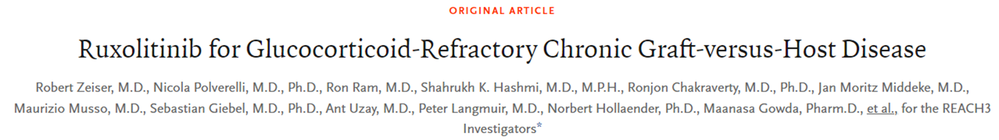 ORIGINAL ARTICLE
Ruxolitinib for Glucocorticoid-Refractory Chronic Graft-versus-Host Disease
Robert Zeiser, M.D., Nicola Polverelli, M.D., Ph.D., Ron Ram, M.D., Shahrukh K. Hashmi, M.D., M.P.H., Ronjon Chakraverty, M.D., Ph.D., Jan Moritz Middeke, M.D.,
Maurizio Musso, M.D., Sebastian Giebel, M.D., Ph.D., Ant Uzay, M.D., Peter Langmuir, M.D., Norbert Hollaender, Ph.D., Maanasa Gowda, Pharm.D., et al., for the REACH3
Investigators*